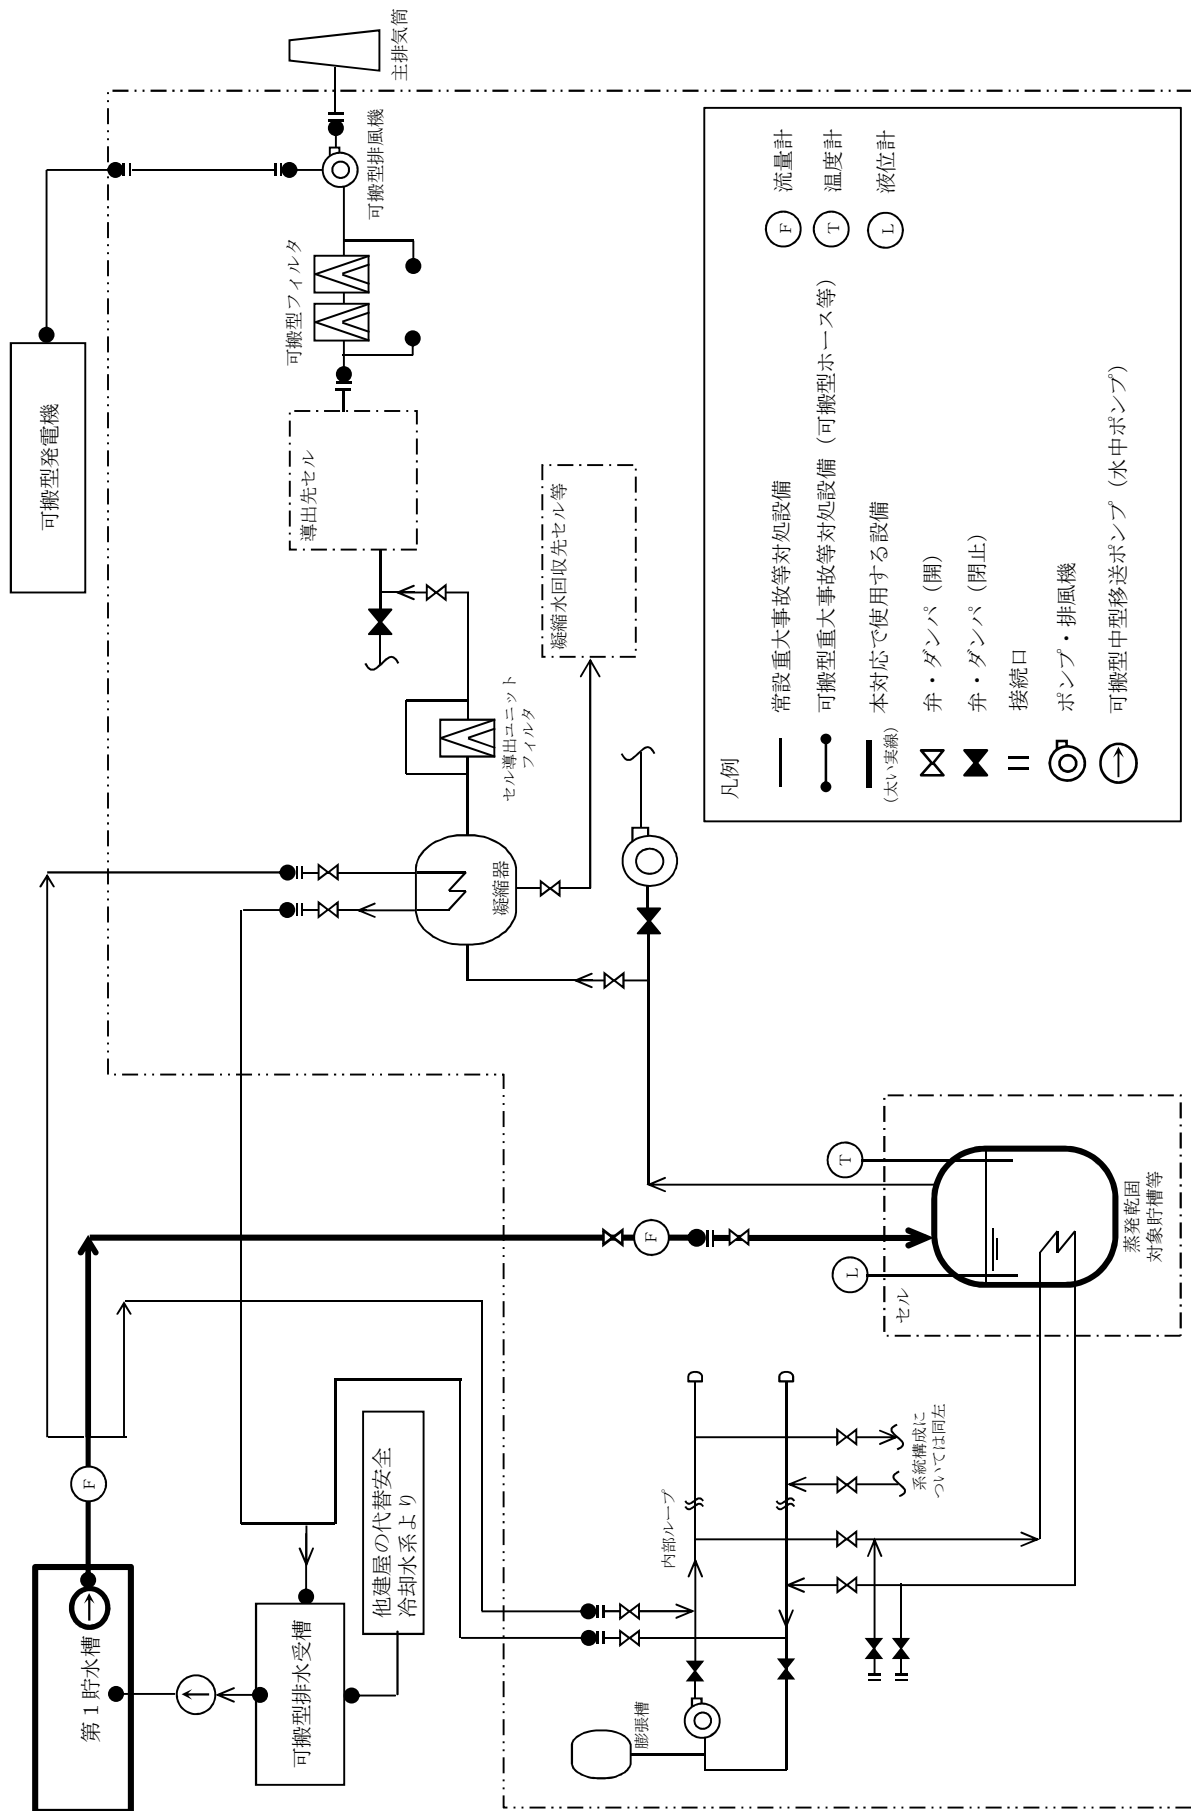 主排気筒
可搬型排風機
可搬型フィルタ
可搬型発電機
導出先セル
凝縮水回収先セル等
セル導出ユニット
フィルタ
凝縮器
F
T
L
セル
蒸発乾固
対象貯槽等
F
第１貯水槽
可搬型排水受槽
他建屋の代替安全
冷却水系より
内部ループ
系統構成に
ついては同左
膨張槽
凡例
常設重大事故等対処設備
可搬型重大事故等対処設備（可搬型ホース等）
本対応で使用する設備
(太い実線)
弁・ダンパ（開）
弁・ダンパ（閉止）
接続口
ポンプ・排風機
可搬型中型移送ポンプ（水中ポンプ）
F 流量計
T 温度計
L 液位計